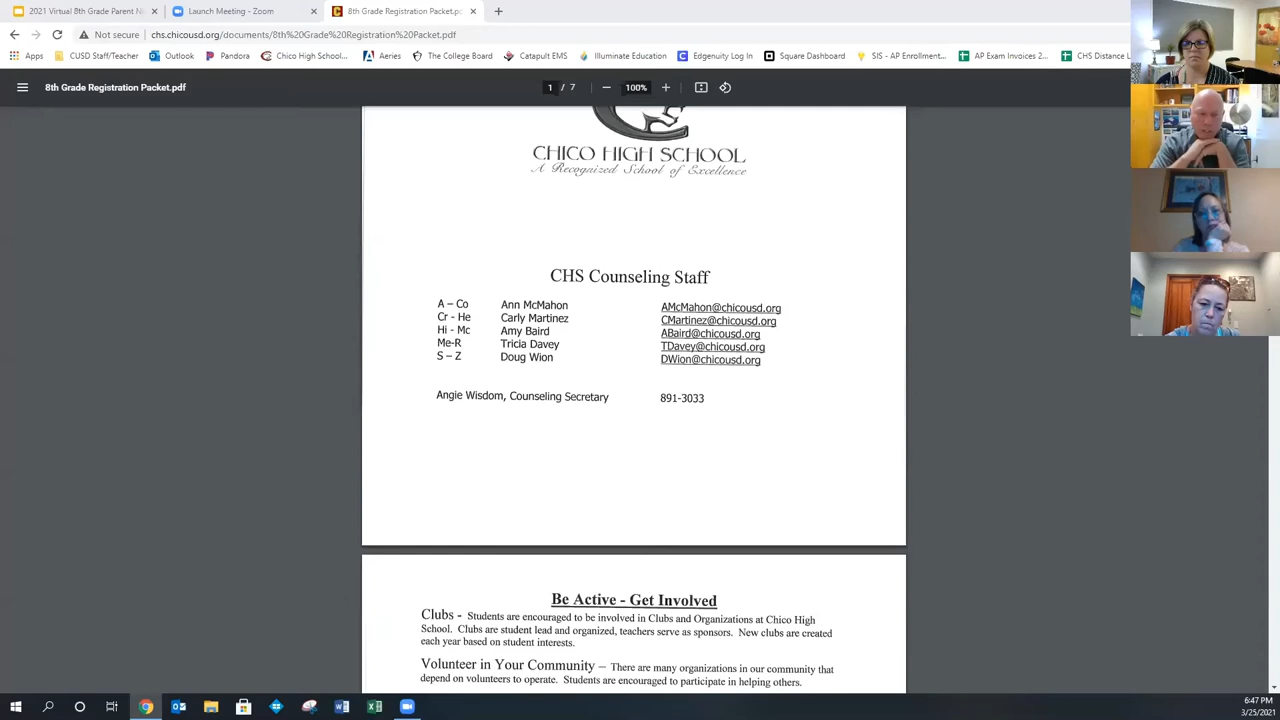 2021 Virtual 8th Grade Parent N
Launch Meeting - Zoom
8th Grade Registration Packet.pdf
Not secure
chs.chicousd.org/documents/8th%20Grade%20Registration%20Packet.pdf
Apps
CUSD Staff/Teacher
Outlook
Pandora
Chico High School...
Aeries
The College Board
Catapult EMS
Illuminate Education
Edgenuity Log In
Square Dashboard
SIS - AP Enrollment...
AP Exam Invoices 2...
CHS Distance L
8th Grade Registration Packet.pdf
1 / 7
100%
CHICO HIGH SCHOOL
A Recognized School of Excellence
CHS Counseling Staff
A – Co Ann McMahon AMcMahon@chicousd.org
Cr - He Carly Martinez CMartinez@chicousd.org
Hi - Mc Amy Baird ABaird@chicousd.org
Me-R Tricia Davey TDavey@chicousd.org
S – Z Doug Wion DWion@chicousd.org
Angie Wisdom, Counseling Secretary 891-3033
Be Active - Get Involved
Clubs - Students are encouraged to be involved in Clubs and Organizations at Chico High
School. Clubs are student lead and organized, teachers serve as sponsors. New clubs are created
each year based on student interests.
Volunteer in Your Community – There are many organizations in our community that
depend on volunteers to operate. Students are encouraged to participate in helping others.
6:47 PM
3/25/2021